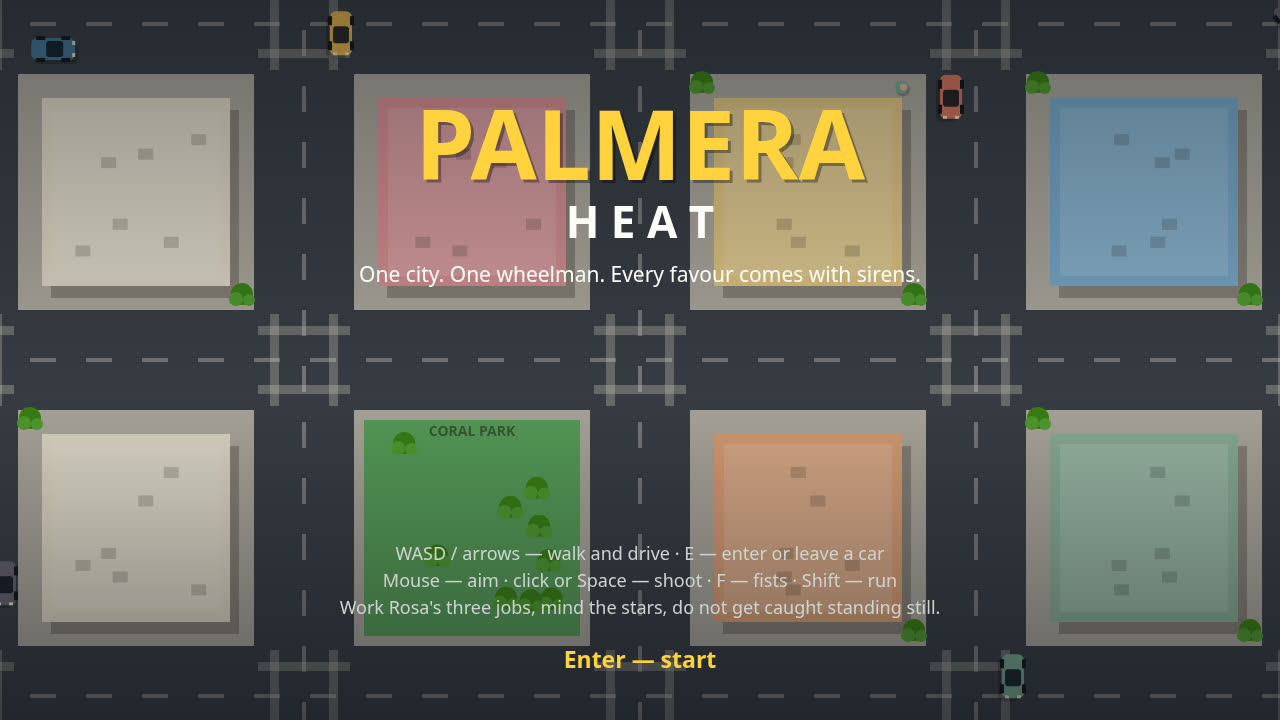 PALMERA
HEAT
One city. One wheelman. Every favour comes with sirens.
CORAL PARK
WASD / arrows — walk and drive · E — enter or leave a car
Mouse — aim · click or Space — shoot · F — fists · Shift — run
Work Rosa's three jobs, mind the stars, do not get caught standing still.
Enter — start